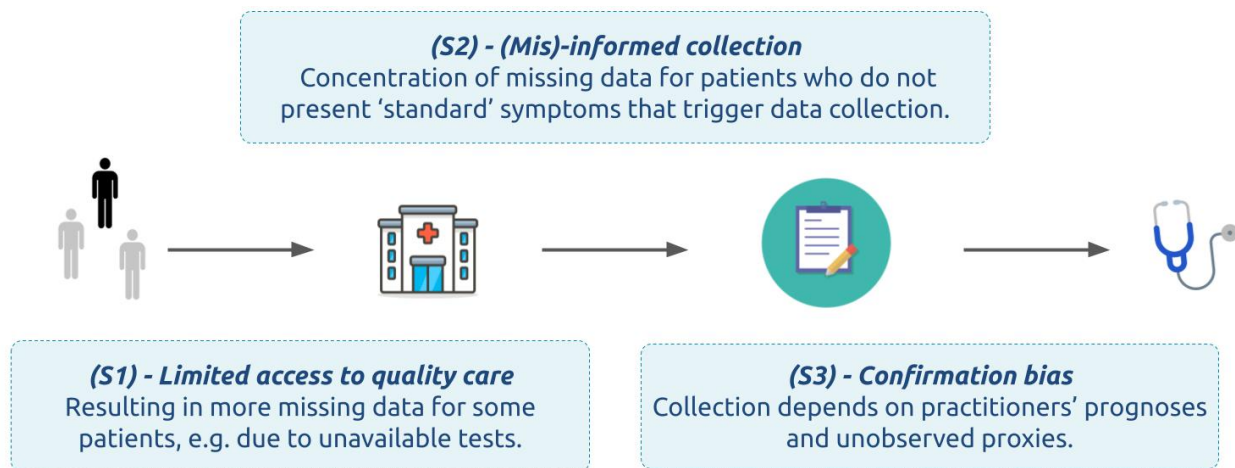 (S2) - (Mis)-informed collection
Concentration of missing data for patients who do not
present ‘standard’ symptoms that trigger data collection.
(S1) - Limited access to quality care
Resulting in more missing data for some
patients, e.g. due to unavailable tests.
(S3) - Confirmation bias
Collection depends on practitioners’ prognoses
and unobserved proxies.